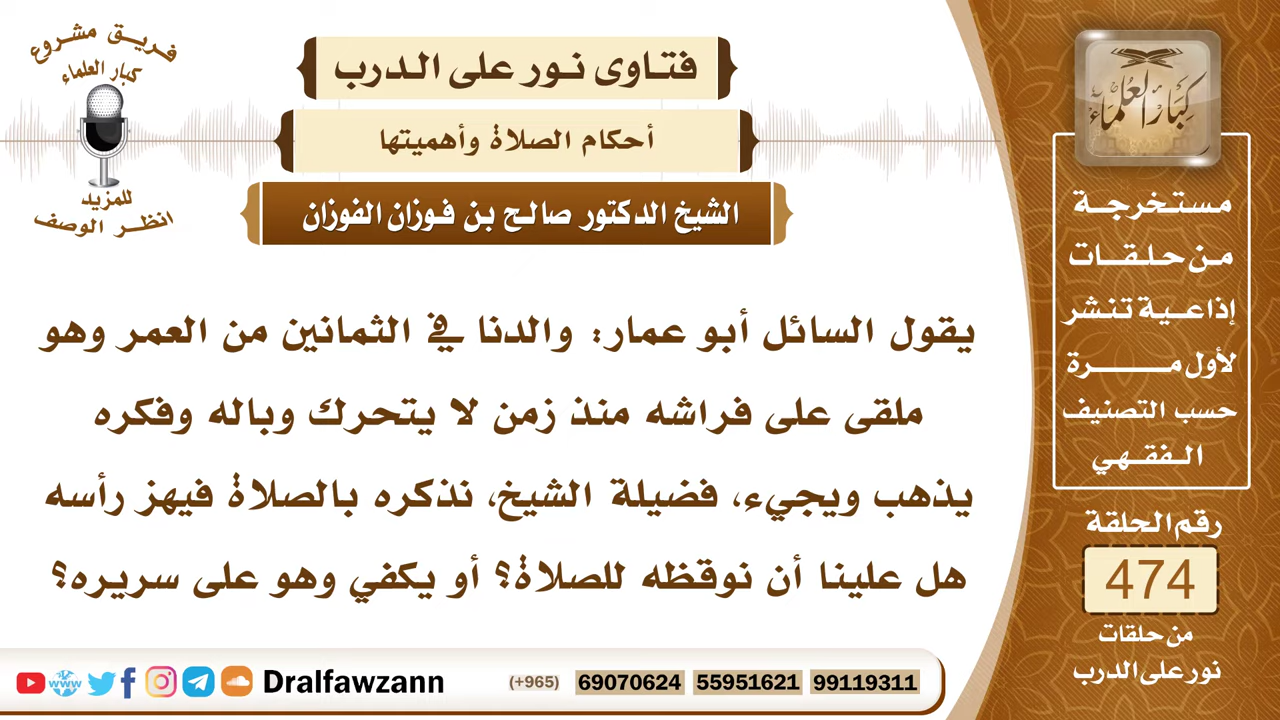 فريق مشروع
كبار العلماء
للمزيد
انظر الوصف
فتاوى نور على الدرب
أحكام الصلاة وأهميتها
الشيخ الدكتور صالح بن فوزان الفوزان
يقول السائل أبو عمار: والدنا في الثمانين من العمر وهو
ملقى على فراشه منذ زمن لا يتحرك وباله وفكره
يذهب ويجيء، فضيلة الشيخ، نذكره بالصلاة فيهز رأسه
هل علينا أن نوقظه للصلاة؟ أو يكفي وهو على سريره؟
كبار العلماء
مستخرجة
من حلقات
إذاعية تنشر
لأول مرة
حسب التصنيف
الفقهي
رقم الحلقة
474
من حلقات
نور على الدرب
www Dralfawzann (+965) 69070624 55951621 99119311